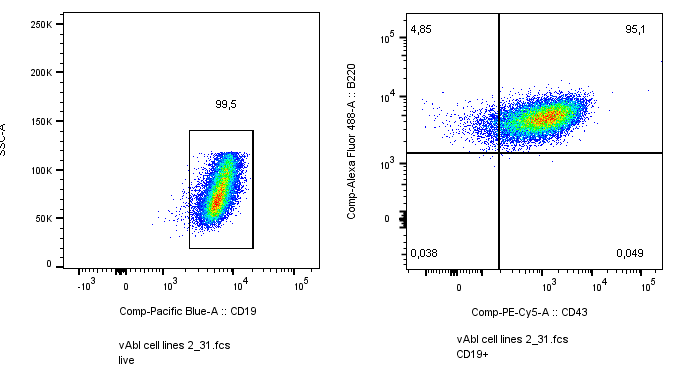 250K
200K
150K
100K
50K
0
SSC-A
99,5
-10³
0
10³
10⁴
10⁵
Comp-Pacific Blue-A :: CD19
vAbl cell lines 2_31.fcs
live
4,85
95,1
10⁵
10⁴
10³
0
Comp-Alexa Fluor 488-A :: B220
0,038
0,049
0
10³
10⁴
10⁵
Comp-PE-Cy5-A :: CD43
vAbl cell lines 2_31.fcs
CD19+